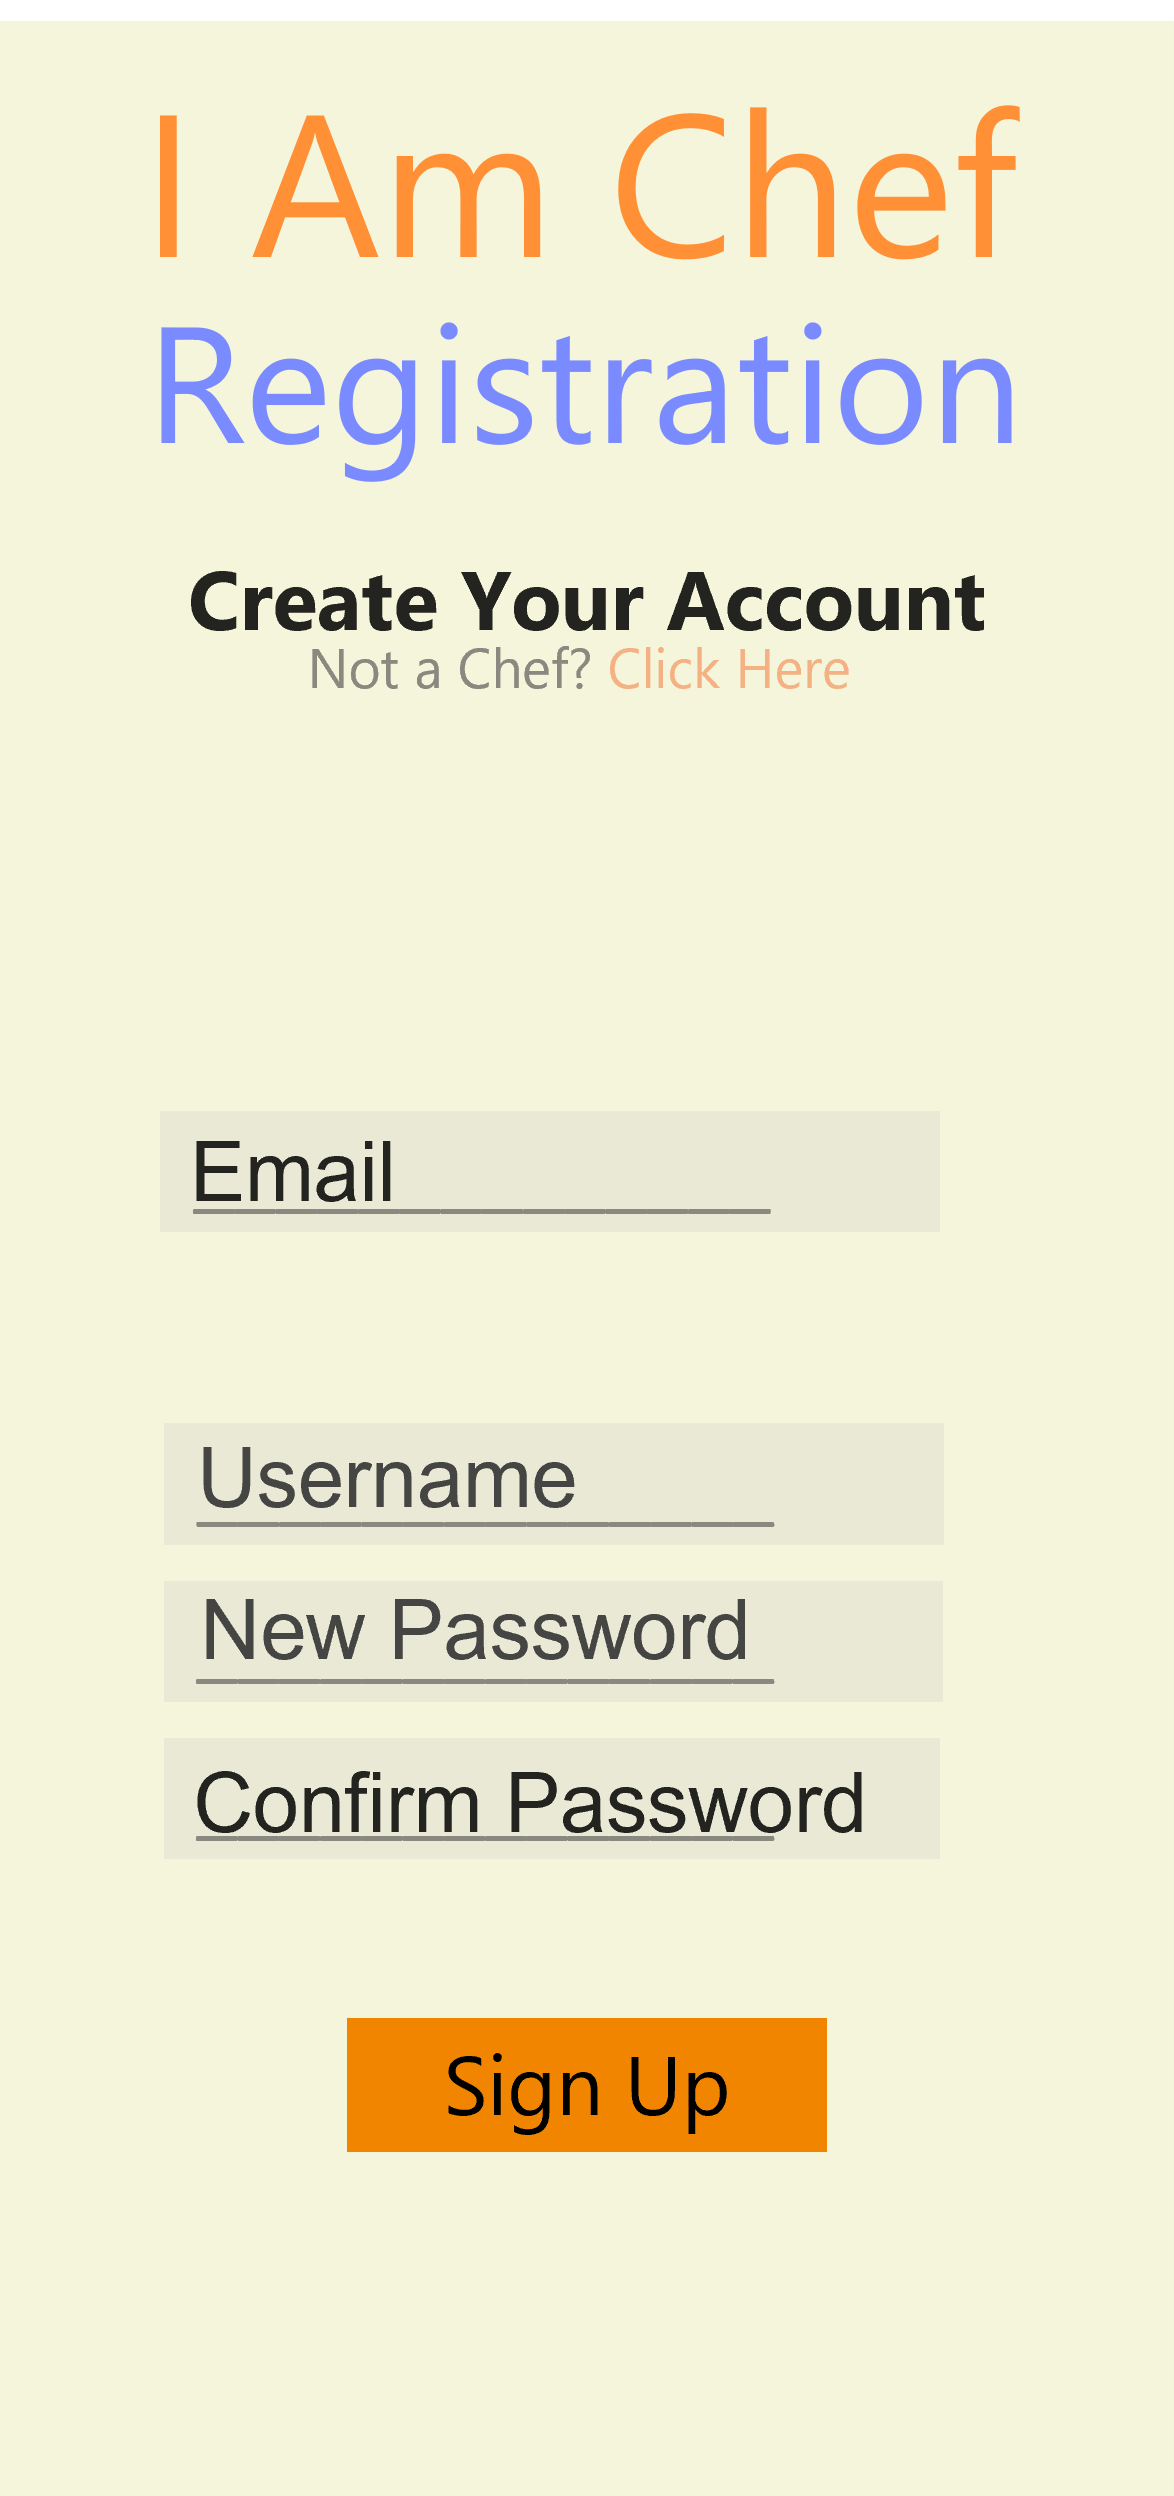 I Am Chef
Registration
Create Your Account
Not a Chef? Click Here
Email
Username
New Password
Confirm Password
Sign Up